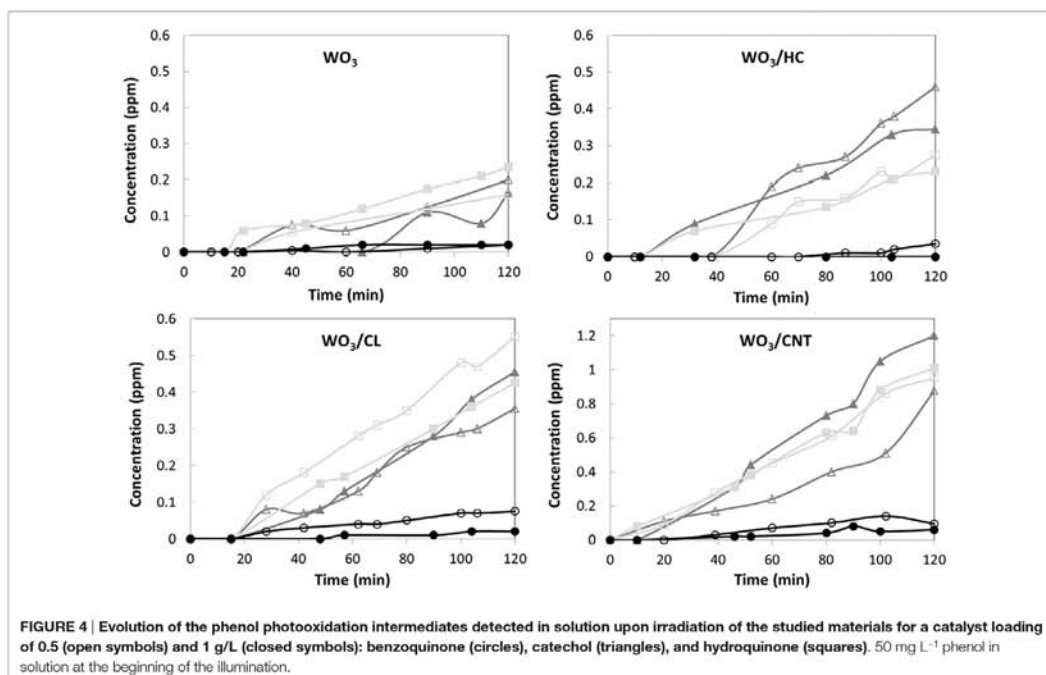 WO3
Concentration (ppm)
0.6
0.5
0.4
0.3
0.2
0.1
0
0 20 40 60 80 100 120
Time (min)
WO3/HC
Concentration (ppm)
0.6
0.5
0.4
0.3
0.2
0.1
0
0 20 40 60 80 100 120
Time (min)
WO3/CL
Concentration (ppm)
0.6
0.5
0.4
0.3
0.2
0.1
0
0 20 40 60 80 100 120
Time (min)
WO3/CNT
Concentration (ppm)
1.2
1
0.8
0.6
0.4
0.2
0
0 20 40 60 80 100 120
Time (min)
FIGURE 4 | Evolution of the phenol photooxidation intermediates detected in solution upon irradiation of the studied materials for a catalyst loading
of 0.5 (open symbols) and 1 g/L (closed symbols): benzoquinone (circles), catechol (triangles), and hydroquinone (squares). 50 mg L−1 phenol in
solution at the beginning of the illumination.